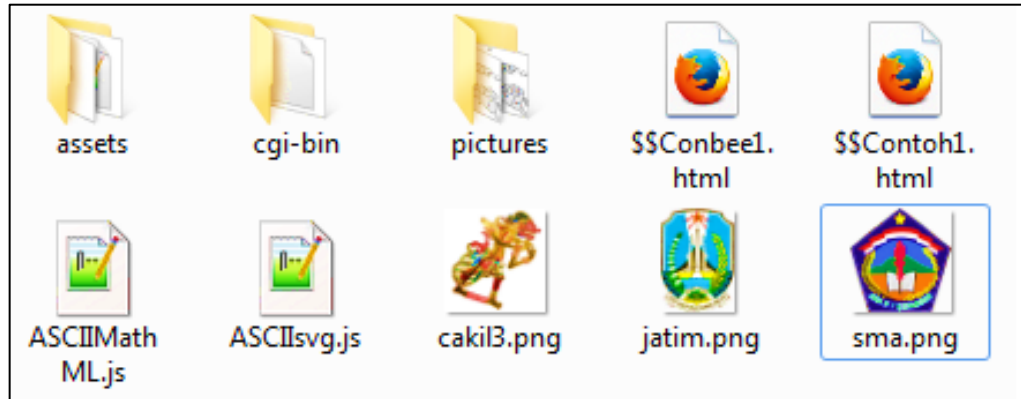 assets
cgi-bin
pictures
$$Conbee1.
html
$$Contoh1.
html
ASCIIMath
ML.js
ASCIIsvg.js
cakil3.png
jatim.png
sma.png